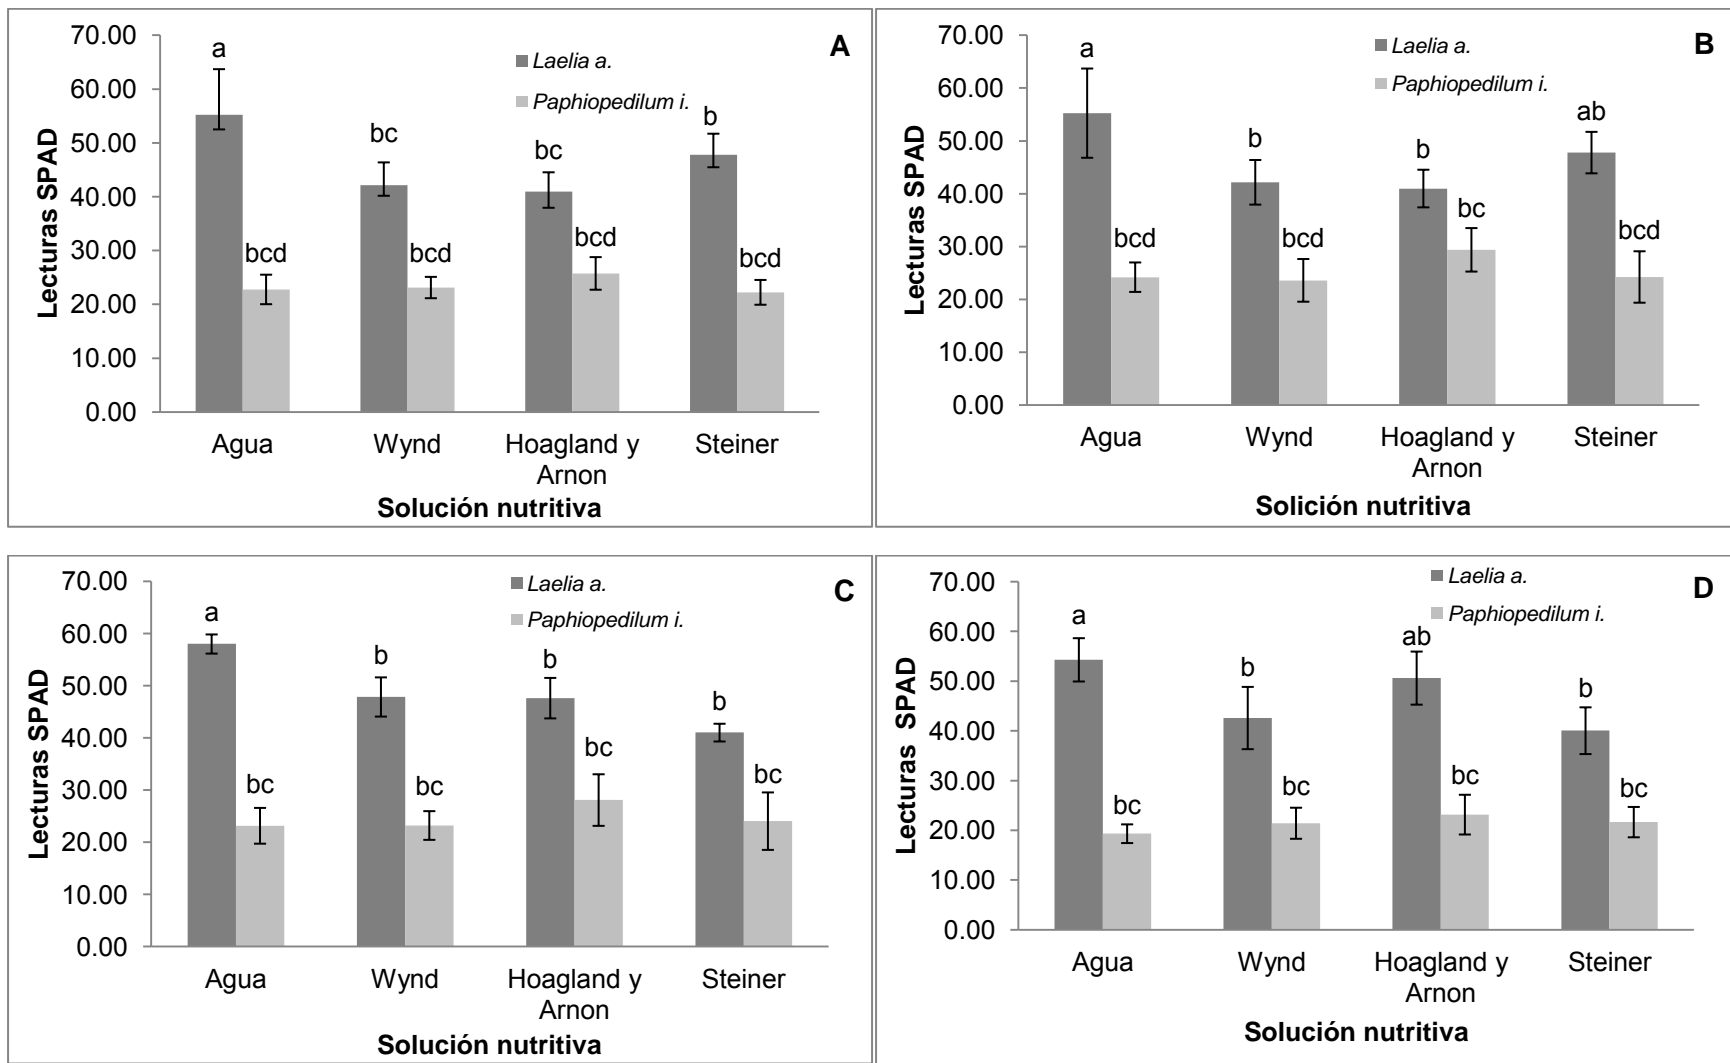 A
70.00
60.00
50.00
40.00
30.00
20.00
10.00
0.00
Lecturas SPAD
Laelia a.
Paphiopedilum i.
a
bc
bc
b
bcd
bcd
bcd
bcd
Agua
Wynd
Hoagland y
Arnon
Steiner
Solución nutritiva
B
70.00
60.00
50.00
40.00
30.00
20.00
10.00
0.00
Lecturas SPAD
Laelia a.
Paphiopedilum i.
a
b
b
ab
bcd
bcd
bc
bcd
Agua
Wynd
Hoagland y
Arnon
Steiner
Solición nutritiva
C
70.00
60.00
50.00
40.00
30.00
20.00
10.00
0.00
Lecturas SPAD
Laelia a.
Paphiopedilum i.
a
b
b
b
bc
bc
bc
bc
Agua
Wynd
Hoagland y
Arnon
Steiner
Solución nutritiva
D
70.00
60.00
50.00
40.00
30.00
20.00
10.00
0.00
Lecturas SPAD
Laelia a.
Paphiopedilum i.
a
b
ab
b
bc
bc
bc
bc
Agua
Wynd
Hoagland y
Arnon
Steiner
Solución nutritiva